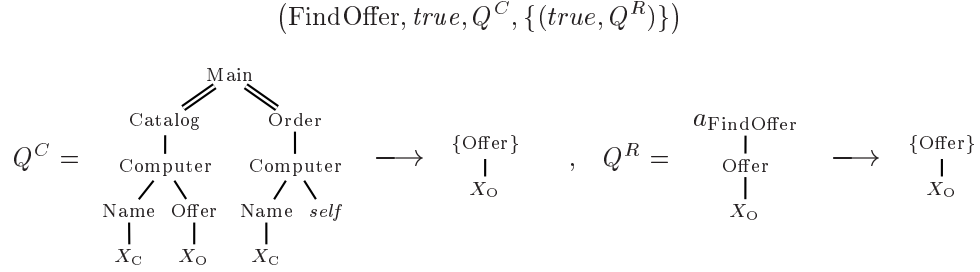 (FindOffer, true, Q^C, {(true, Q^R)})
Main
Catalog Order a_FindOffer
Q^C = Computer Computer ⟶ {Offer} , Q^R = Offer ⟶ {Offer}
X_O X_O
Name Offer Name self X_O
X_C X_O X_C